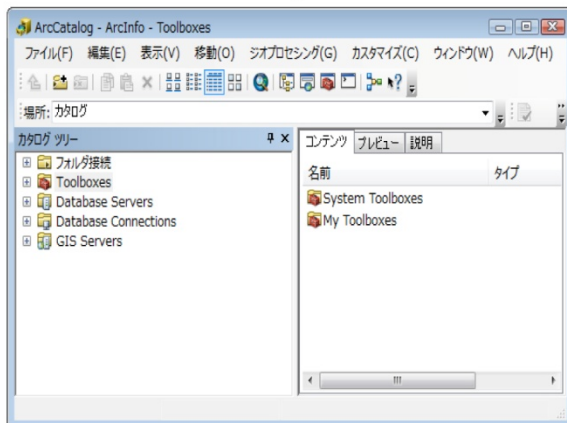 ArcCatalog - ArcInfo - Toolboxes
ファイル(F) 編集(E) 表示(V) 移動(O) ジオプロセシング(G) カスタマイズ(C) ウィンドウ(W) ヘルプ(H)
場所: カタログ
カタログ ツリー
フォルダ接続
Toolboxes
Database Servers
Database Connections
GIS Servers
コンテンツ プレビュー 説明
名前 タイプ
System Toolboxes
My Toolboxes